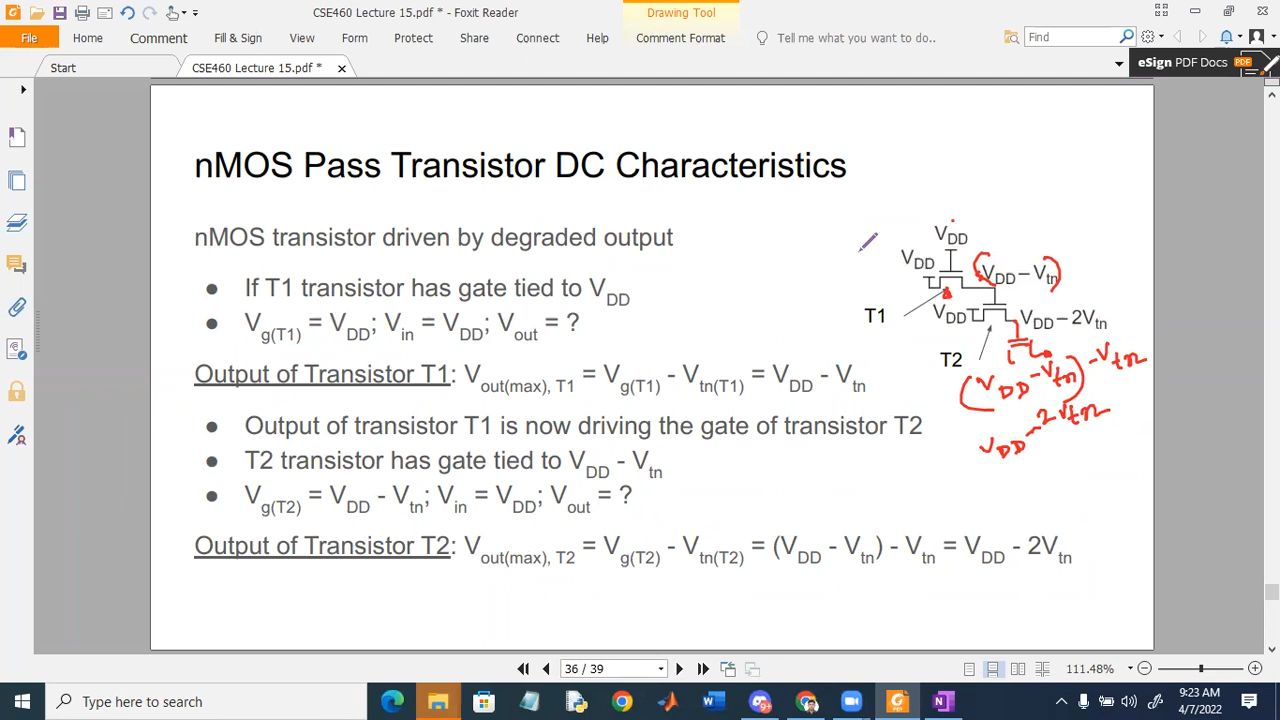 CSE460 Lecture 15.pdf * - Foxit Reader
Drawing Tool
File Home Comment Fill & Sign View Form Protect Share Connect Help Comment Format Tell me what you want to do.. Find
Start CSE460 Lecture 15.pdf * eSign PDF Docs PDF
nMOS Pass Transistor DC Characteristics
nMOS transistor driven by degraded output
● If T1 transistor has gate tied to VDD
● Vg(T1) = VDD; Vin = VDD; Vout = ?
Output of Transistor T1: Vout(max), T1 = Vg(T1) - Vtn(T1) = VDD - Vtn
● Output of transistor T1 is now driving the gate of transistor T2
● T2 transistor has gate tied to VDD - Vtn
● Vg(T2) = VDD - Vtn; Vin = VDD; Vout = ?
Output of Transistor T2: Vout(max), T2 = Vg(T2) - Vtn(T2) = (VDD - Vtn) - Vtn = VDD - 2Vtn
VDD
VDD
(VDD – Vtn)
T1
VDD
VDD – 2Vtn
T2
(VDD - Vtn) - Vtn
VDD - 2Vtn
36 / 39
111.48%
Type here to search
9:23 AM
4/7/2022